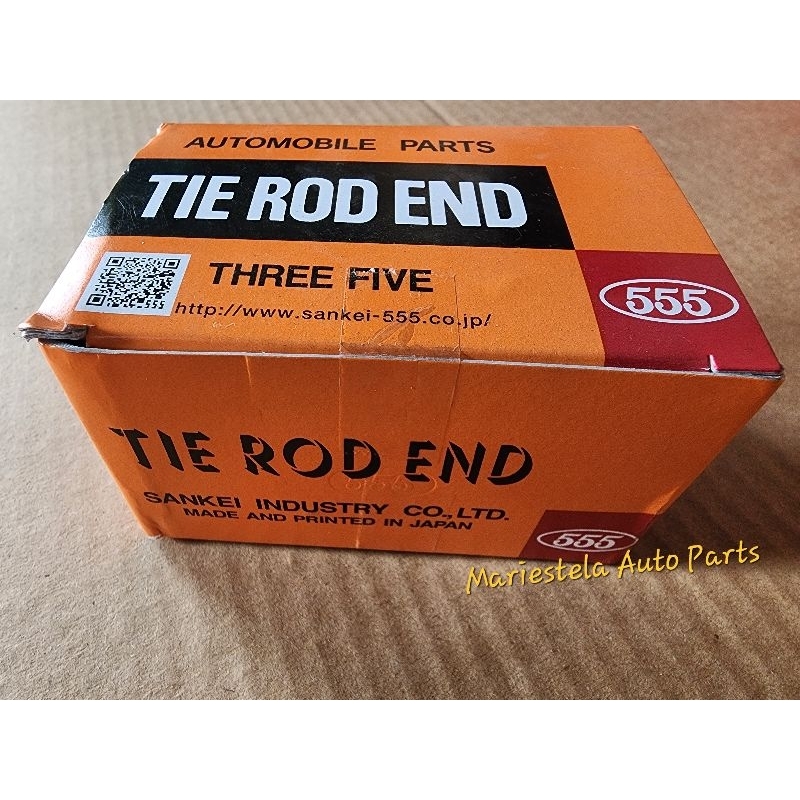 AUTOMOBILE PARTS
TIE ROD END
THREE FIVE
http://www.sankei-555.co.jp/
555
TIE ROD END
SANKEI INDUSTRY CO.,LTD.
MADE AND PRINTED IN JAPAN
555
Mariestela Auto Parts